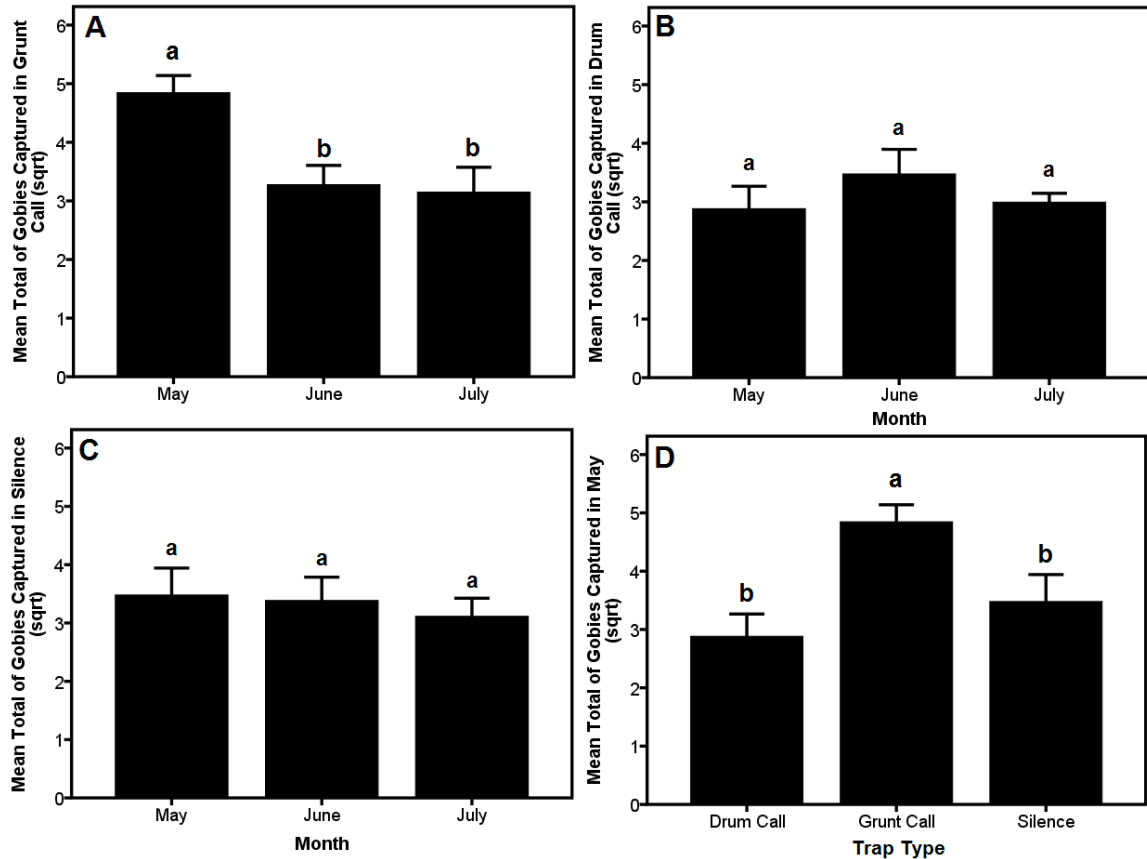 A
Mean Total of Gobies Captured in Grunt
Call (sqrt)
6
5
4
3
2
1
0
a
b
b
May
June
July
B
Mean Total of Gobies Captured in Drum
Call (sqrt)
6
5
4
3
2
1
0
a
a
a
May
June
July
Month
C
Mean Total of Gobies Captured in Silence
(sqrt)
6
5
4
3
2
1
0
a
a
a
May
June
July
Month
D
Mean Total of Gobies Captured in May
(sqrt)
6
5
4
3
2
1
0
b
a
b
Drum Call
Grunt Call
Silence
Trap Type